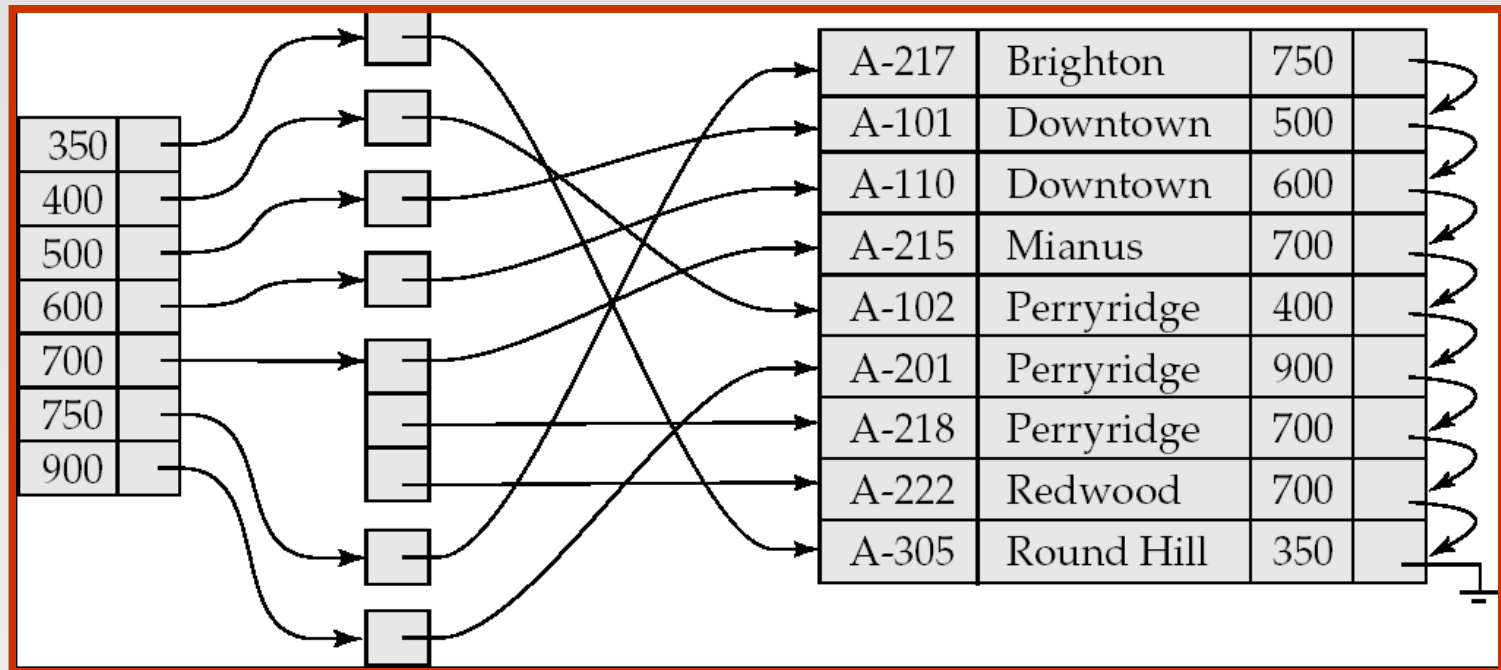 350
400
500
600
700
750
900
A-217 Brighton 750
A-101 Downtown 500
A-110 Downtown 600
A-215 Mianus 700
A-102 Perryridge 400
A-201 Perryridge 900
A-218 Perryridge 700
A-222 Redwood 700
A-305 Round Hill 350